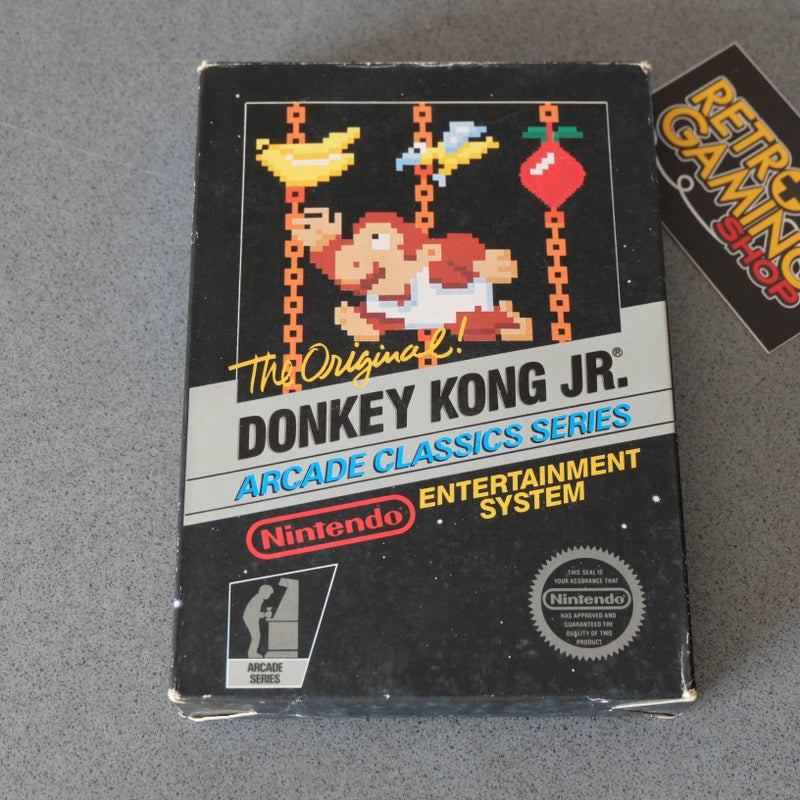 The Original!
DONKEY KONG JR.®
ARCADE CLASSICS SERIES
Nintendo®
ENTERTAINMENT
SYSTEM
ARCADE
SERIES
THIS SEAL IS
YOUR ASSURANCE THAT
Nintendo®
HAS APPROVED AND
GUARANTEED THE
QUALITY OF THIS
PRODUCT.
RETRO
GAMING
SHOP